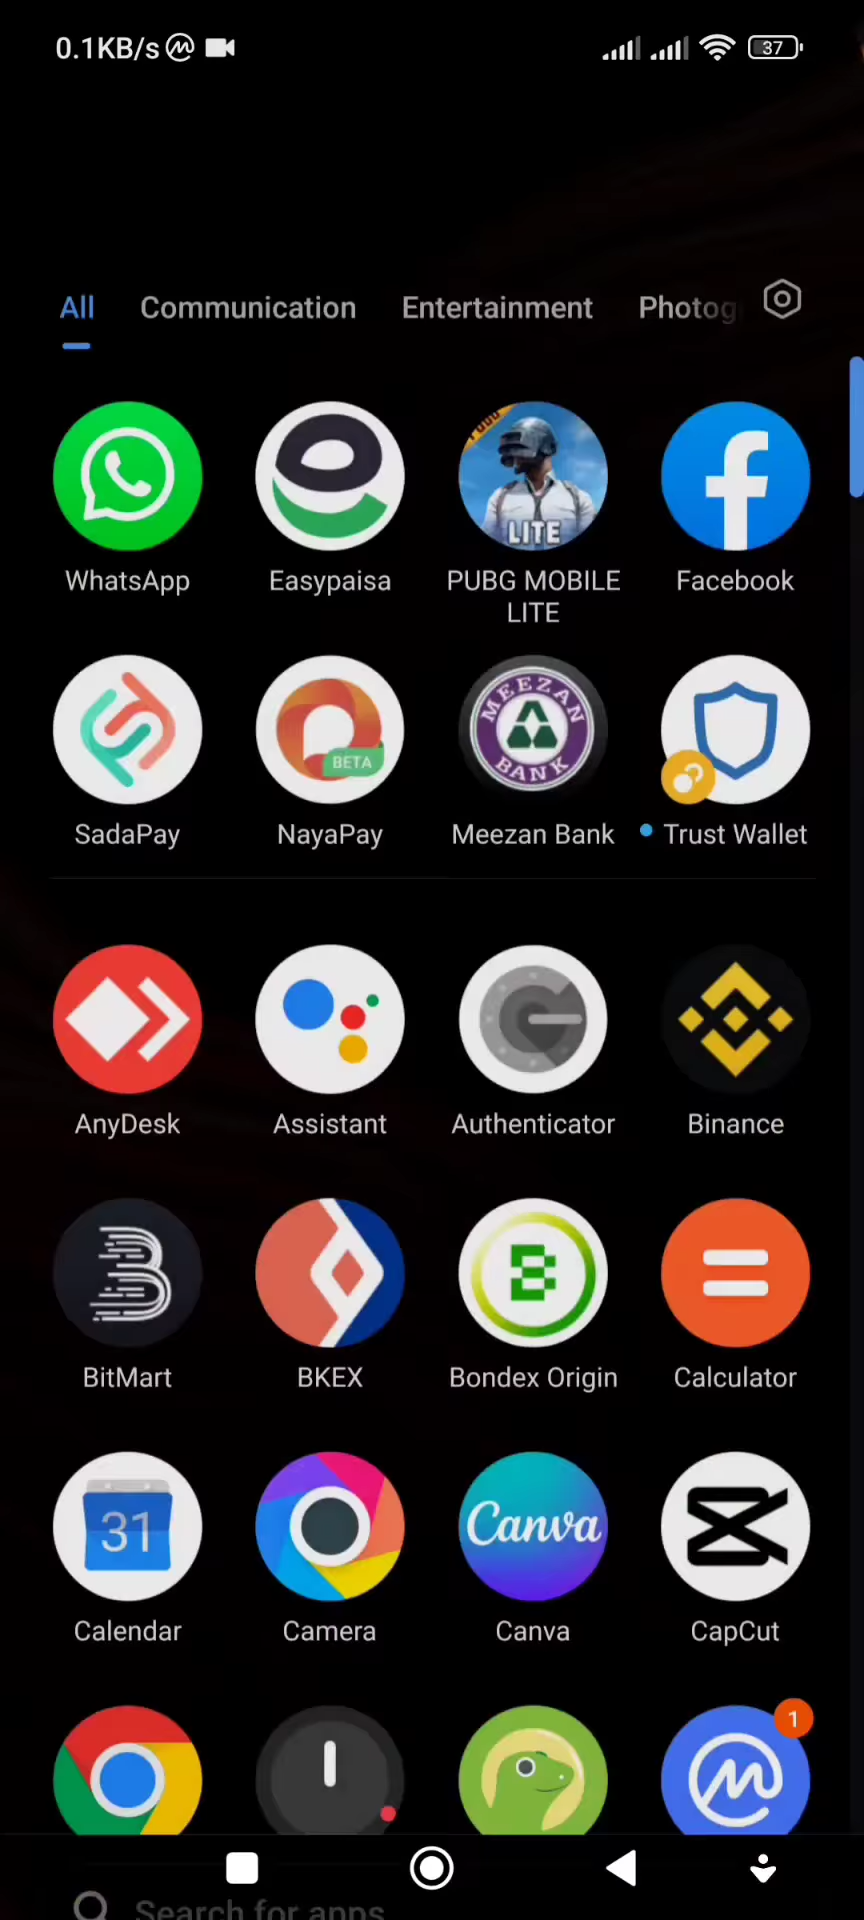 0.1KB/s 37
All Communication Entertainment Photog
LITE
WhatsApp Easypaisa PUBG MOBILE LITE Facebook
MEEZAN BANK
BETA
SadaPay NayaPay Meezan Bank Trust Wallet
AnyDesk Assistant Authenticator Binance
BitMart BKEX Bondex Origin Calculator
31 Canva
Calendar Camera Canva CapCut
1
Search for apps